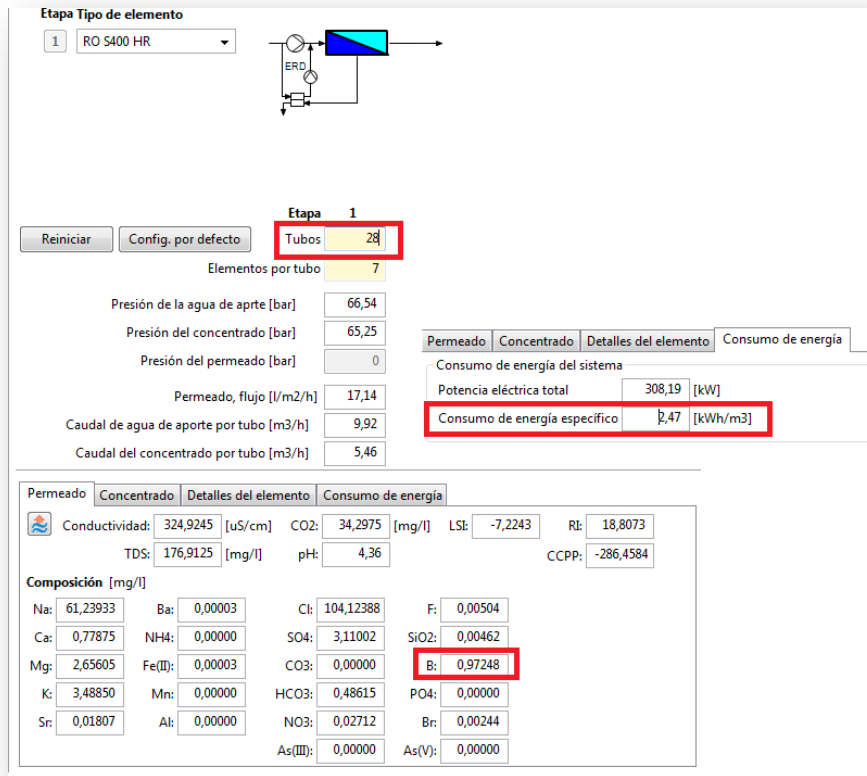 Etapa Tipo de elemento
1 RO S400 HR
ERD
Etapa 1
Reiniciar Config. por defecto Tubos 28
Elementos por tubo 7
Presión de la agua de aprte [bar] 66,54
Presión del concentrado [bar] 65,25
Presión del permeado [bar] 0
Permeado, flujo [l/m2/h] 17,14
Caudal de agua de aporte por tubo [m3/h] 9,92
Caudal del concentrado por tubo [m3/h] 5,46
Permeado Concentrado Detalles del elemento Consumo de energía
Consumo de energía del sistema
Potencia eléctrica total 308,19 [kW]
Consumo de energía específico 2,47 [kWh/m3]
Permeado Concentrado Detalles del elemento Consumo de energía
Conductividad: 324,9245 [uS/cm] CO2: 34,2975 [mg/l] LSI: -7,2243 RI: 18,8073
TDS: 176,9125 [mg/l] pH: 4,36 CCPP: -286,4584
Composición [mg/l]
Na: 61,23933 Ba: 0,00003 Cl: 104,12388 F: 0,00504
Ca: 0,77875 NH4: 0,00000 SO4: 3,11002 SiO2: 0,00462
Mg: 2,65605 Fe(II): 0,00003 CO3: 0,00000 B: 0,97248
K: 3,48850 Mn: 0,00000 HCO3: 0,48615 PO4: 0,00000
Sr: 0,01807 Al: 0,00000 NO3: 0,02712 Br: 0,00244
As(III): 0,00000 As(V): 0,00000